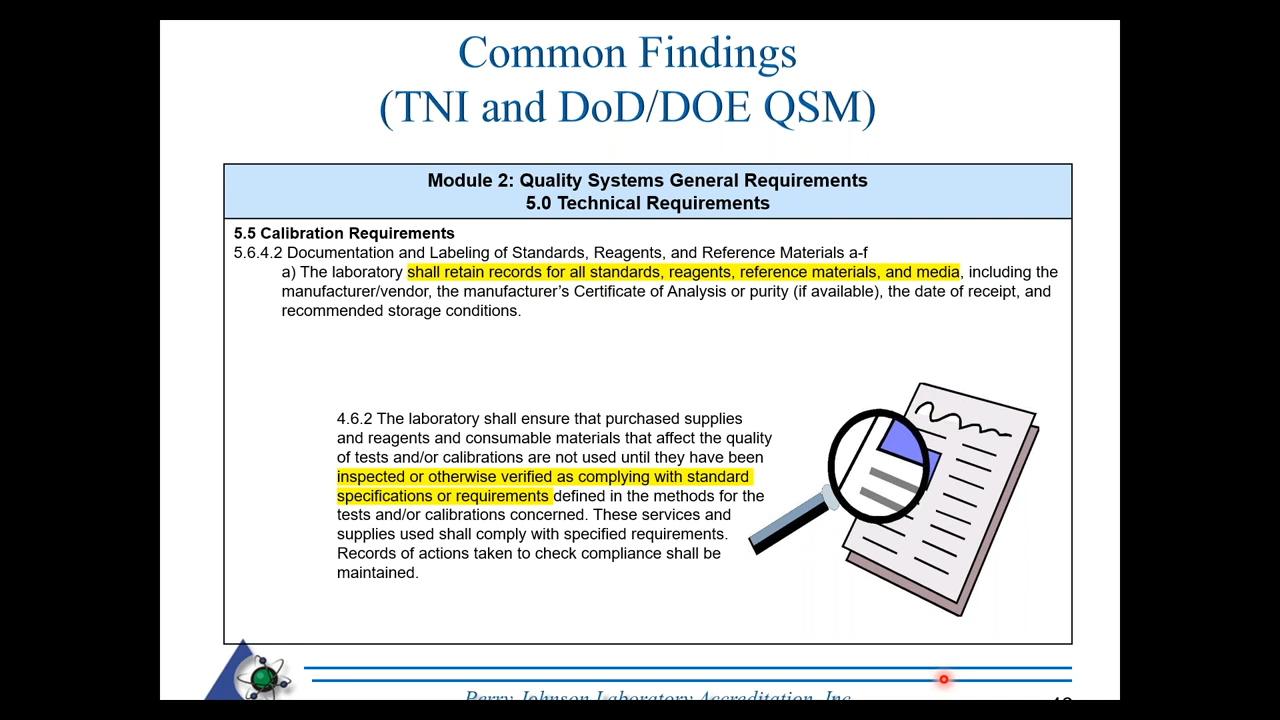 Common Findings
(TNI and DoD/DOE QSM)
Module 2: Quality Systems General Requirements
5.0 Technical Requirements
5.5 Calibration Requirements
5.6.4.2 Documentation and Labeling of Standards, Reagents, and Reference Materials a-f
a) The laboratory shall retain records for all standards, reagents, reference materials, and media, including the
manufacturer/vendor, the manufacturer’s Certificate of Analysis or purity (if available), the date of receipt, and
recommended storage conditions.
4.6.2 The laboratory shall ensure that purchased supplies
and reagents and consumable materials that affect the quality
of tests and/or calibrations are not used until they have been
inspected or otherwise verified as complying with standard
specifications or requirements defined in the methods for the
tests and/or calibrations concerned. These services and
supplies used shall comply with specified requirements.
Records of actions taken to check compliance shall be
maintained.
Perry Johnson Laboratory Accreditation, Inc.